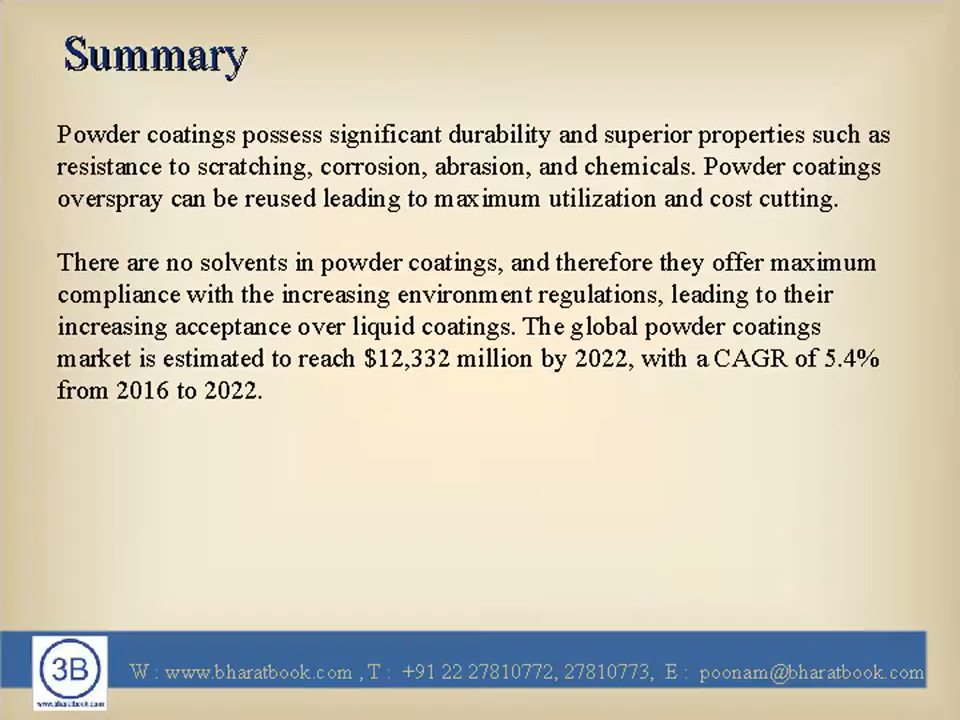 Summary
Powder coatings possess significant durability and superior properties such as
resistance to scratching, corrosion, abrasion, and chemicals. Powder coatings
overspray can be reused leading to maximum utilization and cost cutting.
There are no solvents in powder coatings, and therefore they offer maximum
compliance with the increasing environment regulations, leading to their
increasing acceptance over liquid coatings. The global powder coatings
market is estimated to reach $12,332 million by 2022, with a CAGR of 5.4%
from 2016 to 2022.
3B
www.bharatbook.com
W : www.bharatbook.com , T : +91 22 27810772, 27810773, E : poonam@bharatbook.com